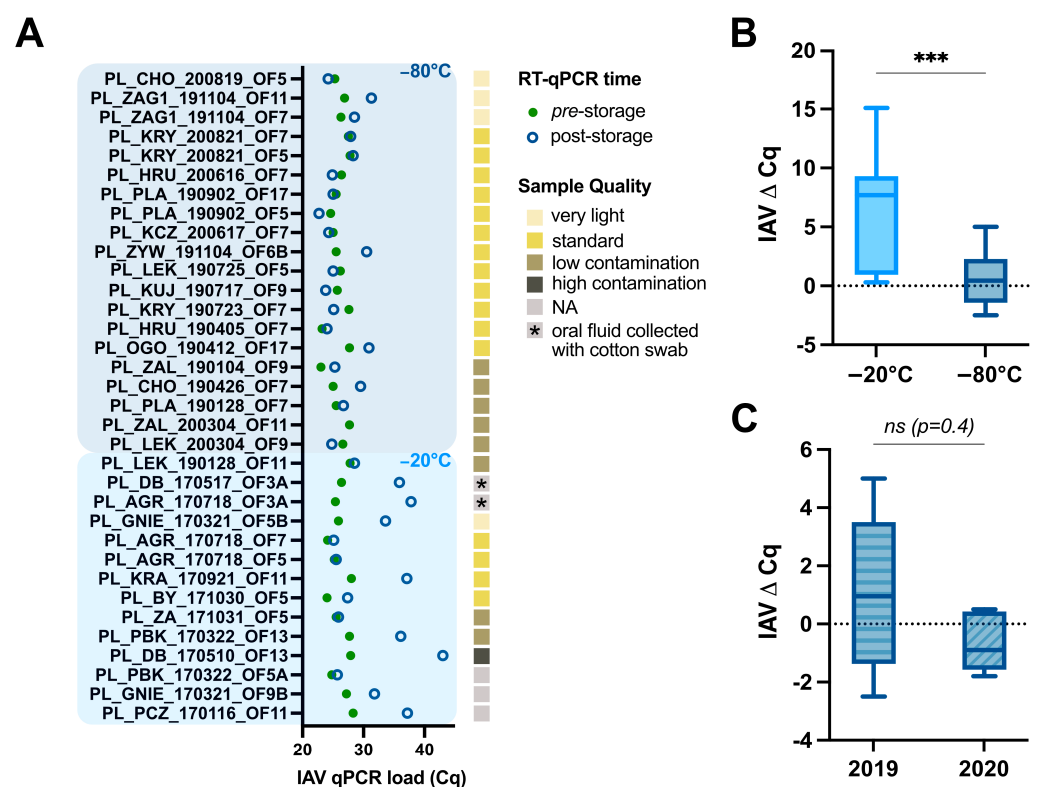 A
−80°C
PL_CHO_200819_OF5
PL_ZAG1_191104_OF11
PL_ZAG1_191104_OF7
PL_KRY_200821_OF7
PL_KRY_200821_OF5
PL_HRU_200616_OF7
PL_PLA_190902_OF17
PL_PLA_190902_OF5
PL_KCZ_200617_OF7
PL_ZYW_191104_OF6B
PL_LEK_190725_OF5
PL_KUJ_190717_OF9
PL_KRY_190723_OF7
PL_HRU_190405_OF7
PL_OGO_190412_OF17
PL_ZAL_190104_OF9
PL_CHO_190426_OF7
PL_PLA_190128_OF7
PL_ZAL_200304_OF11
PL_LEK_200304_OF9
−20°C
PL_LEK_190128_OF11
PL_DB_170517_OF3A *
PL_AGR_170718_OF3A *
PL_GNIE_170321_OF5B
PL_AGR_170718_OF7
PL_AGR_170718_OF5
PL_KRA_170921_OF11
PL_BY_171030_OF5
PL_ZA_171031_OF5
PL_PBK_170322_OF13
PL_DB_170510_OF13
PL_PBK_170322_OF5A
PL_GNIE_170321_OF9B
PL_PCZ_170116_OF11
20 30 40
IAV qPCR load (Cq)
RT-qPCR time
pre-storage
post-storage
Sample Quality
very light
standard
low contamination
high contamination
NA
* oral fluid collected
with cotton swab
B
20
15
10
5
0
-5
IAV Δ Cq
***
−20°C −80°C
C
6
4
2
0
-2
-4
IAV Δ Cq
ns (p=0.4)
2019 2020